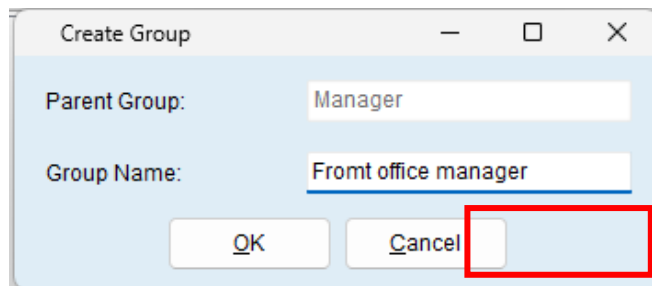 Create Group
Parent Group: Manager
Group Name: Fromt office manager
OK Cancel